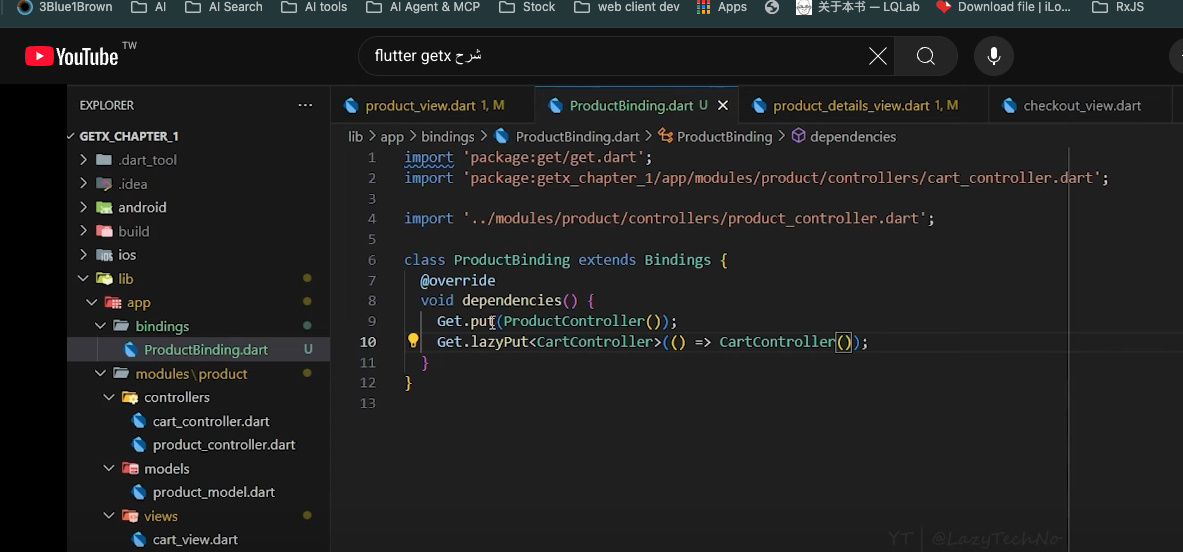 3Blue1Brown AI AI Search AI tools AI Agent & MCP Stock web client dev Apps 关于本书 — LQLab Download file | iLo... RxJS
YouTube TW
flutter getx شرح
EXPLORER ...
GETX_CHAPTER_1
.dart_tool
.idea
android
build
ios
lib
app
bindings
ProductBinding.dart U
modules\product
controllers
cart_controller.dart
product_controller.dart
models
product_model.dart
views
cart_view.dart
product_view.dart 1, M ProductBinding.dart U product_details_view.dart 1, M checkout_view.dart
lib > app > bindings > ProductBinding.dart > ProductBinding > dependencies
1 import 'package:get/get.dart';
2 import 'package:getx_chapter_1/app/modules/product/controllers/cart_controller.dart';
3
4 import '../modules/product/controllers/product_controller.dart';
5
6 class ProductBinding extends Bindings {
7 @override
8 void dependencies() {
9 Get.put(ProductController());
10 Get.lazyPut<CartController>(() => CartController());
11 }
12 }
13
YT | @LazyTechNo